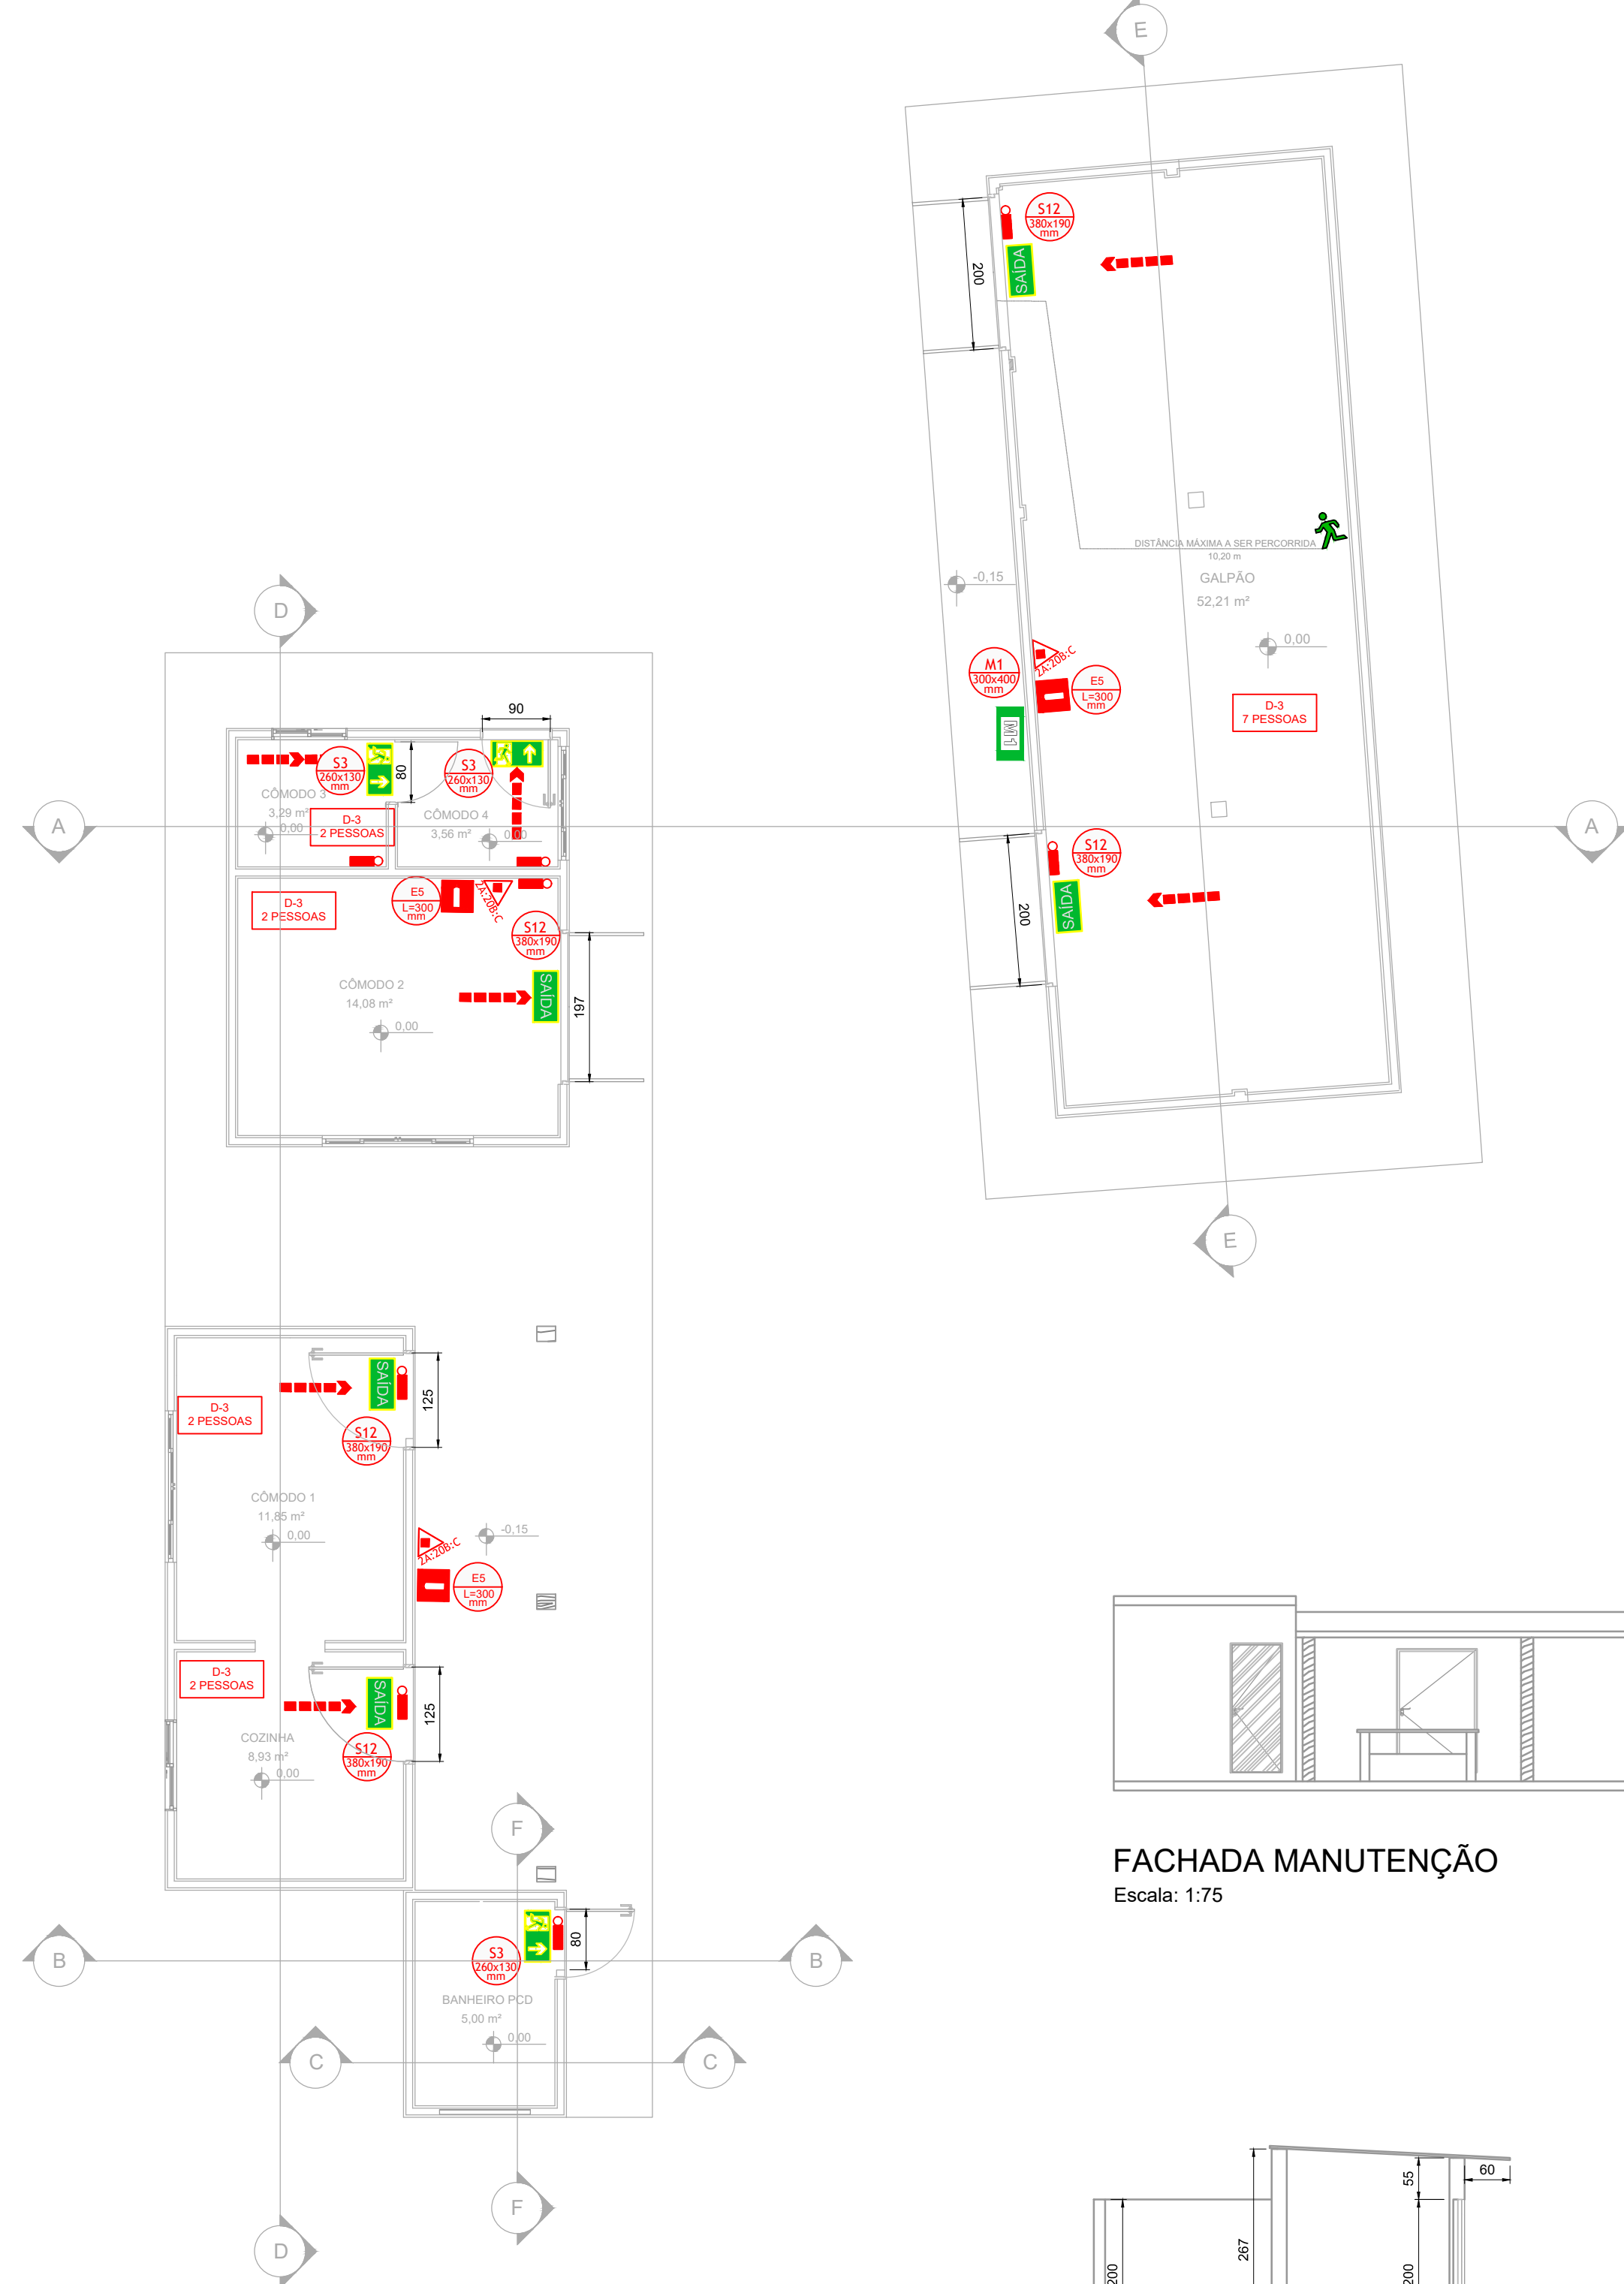 E
S12
380x190
mm
SAÍDA
200
DISTÂNCIA MÁXIMA A SER PERCORRIDA
10,20 m
GALPÃO
52,21 m²
-0,15
0,00
2A:20B:C
M1
300x400
mm
E5
L=300
mm
M1
D-3
7 PESSOAS
S12
380x190
mm
SAÍDA
200
E
D
90
S3
260x130
mm
80
S3
260x130
mm
CÔMODO 3
3,29 m²
0,00
D-3
2 PESSOAS
CÔMODO 4
3,56 m²
0,00
A
A
D-3
2 PESSOAS
E5
L=300
mm
2A:20B:C
S12
380x190
mm
SAÍDA
197
CÔMODO 2
14,08 m²
0,00
SAÍDA
125
D-3
2 PESSOAS
S12
380x190
mm
CÔMODO 1
11,85 m²
0,00
-0,15
2A:20B:C
E5
L=300
mm
D-3
2 PESSOAS
SAÍDA
125
COZINHA
8,93 m²
0,00
S12
380x190
mm
F
FACHADA MANUTENÇÃO
Escala: 1:75
B
S3
260x130
mm
80
B
BANHEIRO PCD
5,00 m²
0,00
C
C
F
D
55
60
267
200
200